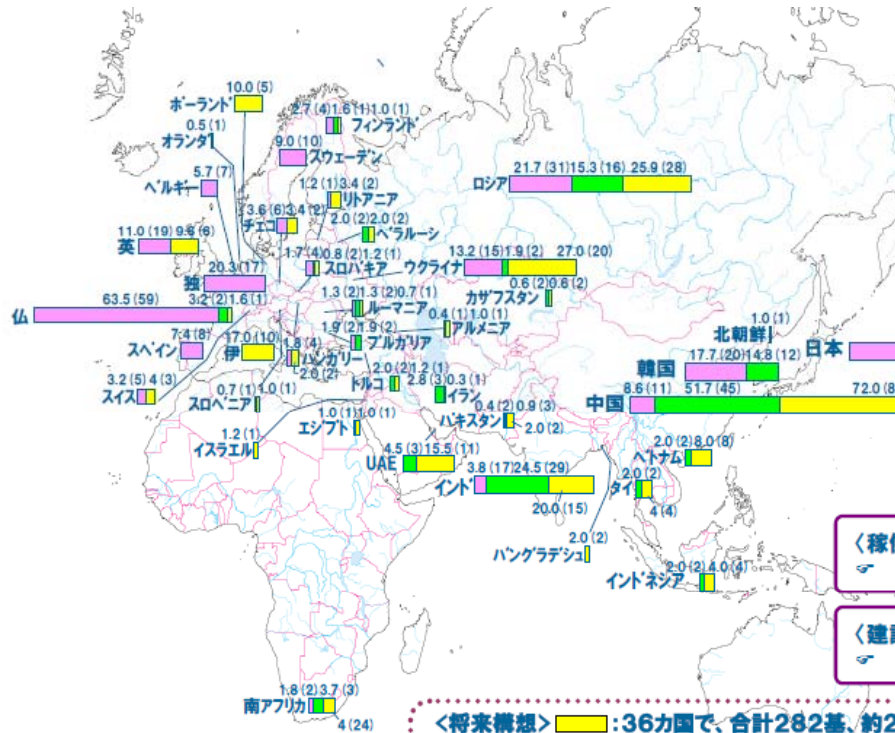 10.0 (5)
ポーランド
0.5 (1)
オランダ
2.7 (4) 1.6 (1) 1.0 (1)
フィンランド
9.0 (10)
スウェーデン
5.7 (7)
ベルギー
1.2 (1) 3.4 (2)
リトアニア
21.7 (31) 15.3 (16) 25.9 (28)
ロシア
3.6 (6) 3.4 (2)
チェコ
2.0 (2) 2.0 (2)
ベラルーシ
11.0 (19) 9.6 (6)
英
1.7 (4) 0.8 (2) 1.2 (1)
スロバキア
13.2 (15) 1.9 (2) 27.0 (20)
ウクライナ
20.3 (17)
独
0.6 (2) 0.6 (2)
カザフスタン
63.5 (59) 3.2 (2) 1.6 (1)
仏
1.3 (2) 1.3 (2) 0.7 (1)
ルーマニア
0.4 (1) 1.0 (1)
アルメニア
1.0 (1)
北朝鮮
日本
7.4 (8)
スペイン
17.0 (10)
伊
1.8 (4)
ハンガリー
2.0 (2)
1.9 (2) 1.9 (2)
ブルガリア
17.7 (20) 14.8 (12)
韓国
3.2 (5) 4 (3)
スイス
0.7 (1) 1.0 (1)
スロベニア
2.0 (2) 1.2 (1)
トルコ
2.8 (3) 0.3 (1)
イラン
8.6 (11) 51.7 (45) 72.0 (8
中国
1.2 (1)
イスラエル
1.0 (1) 1.0 (1)
エジプト
0.4 (2) 0.9 (3)
パキスタン
2.0 (2)
4.5 (3) 15.5 (11)
UAE
3.8 (17) 24.5 (29)
インド
20.0 (15)
2.0 (2) 8.0 (8)
ベトナム
2.0 (2)
タイ
4 (4)
2.0 (2)
バングラデシュ
2.0 (2) 4.0 (4)
インドネシア
〈稼
☞
〈建
☞
1.8 (2) 3.7 (3)
南アフリカ
4 (24)
<将来構想> :36カ国で、合計282基、約2